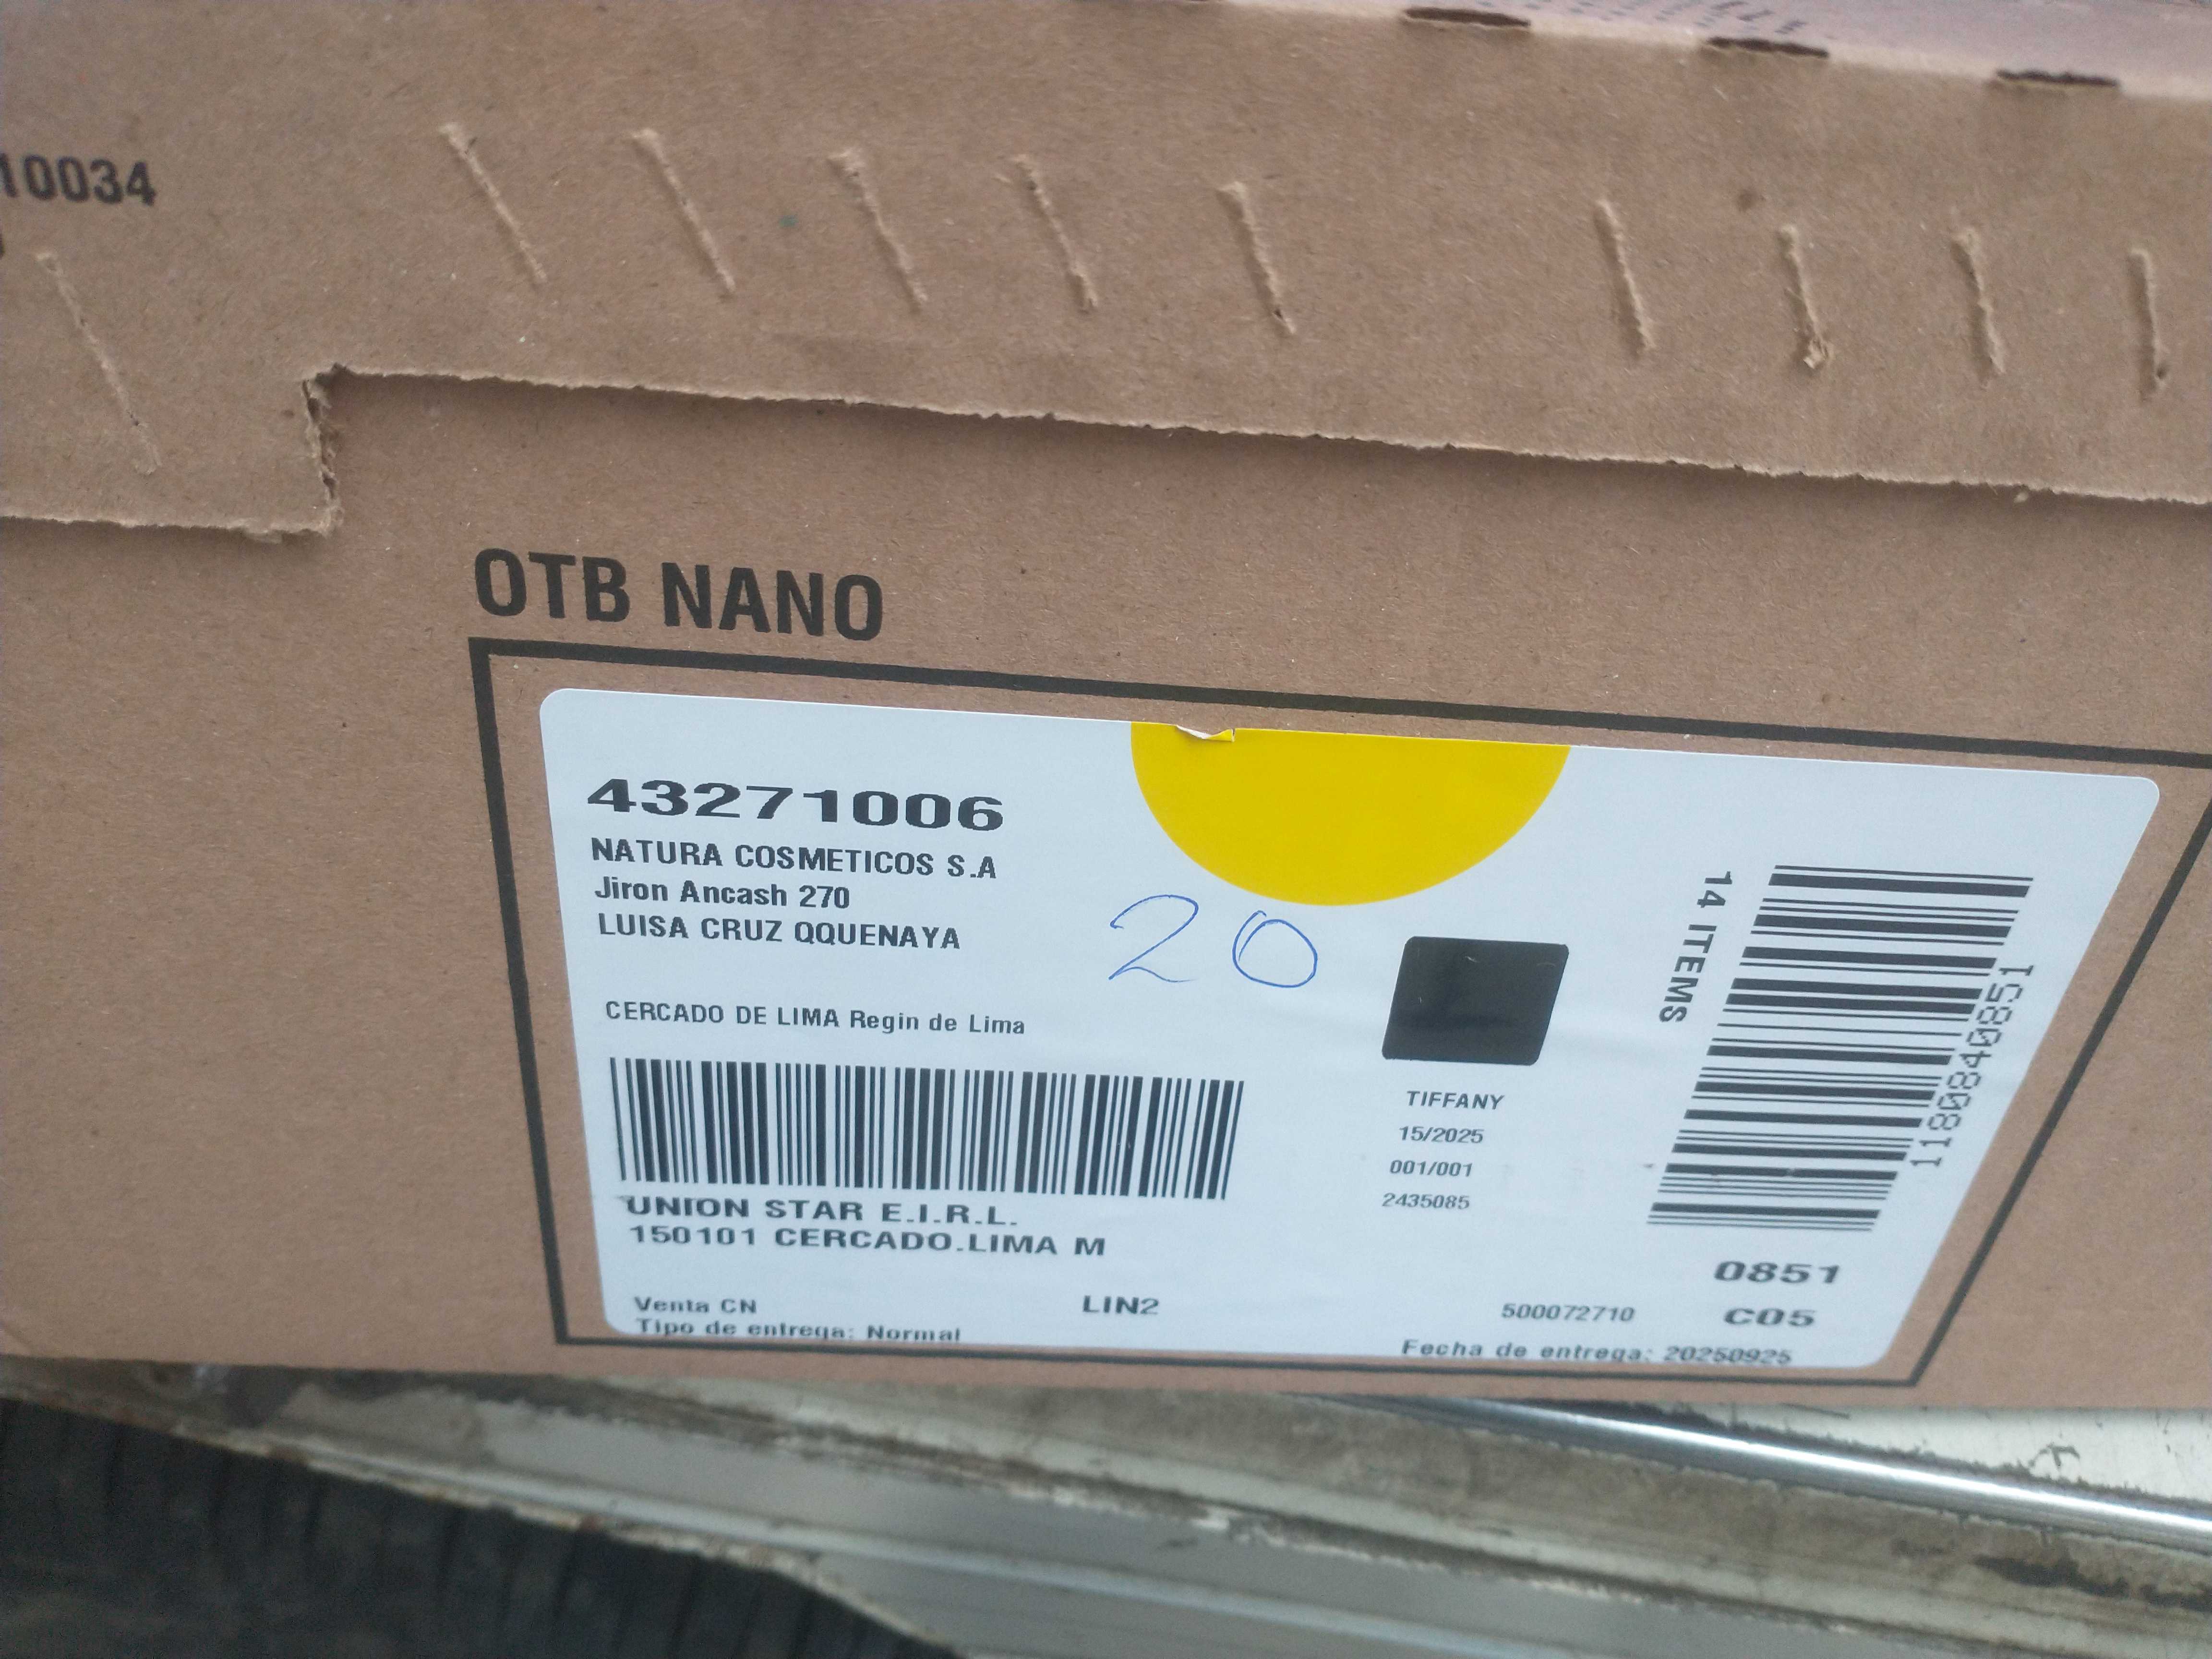 10034
OTB NANO
43271006
NATURA COSMETICOS S.A
Jiron Ancash 270
LUISA CRUZ QQUENAYA
20
CERCADO DE LIMA Regin de Lima
14 ITEMS
1180840851
TIFFANY
15/2025
001/001
2435085
UNION STAR E.I.R.L.
150101 CERCADO.LIMA M
0851
Venta CN
LIN2
500072710
C05
Tipo de entrega: Normal
Fecha de entrega: 20250925